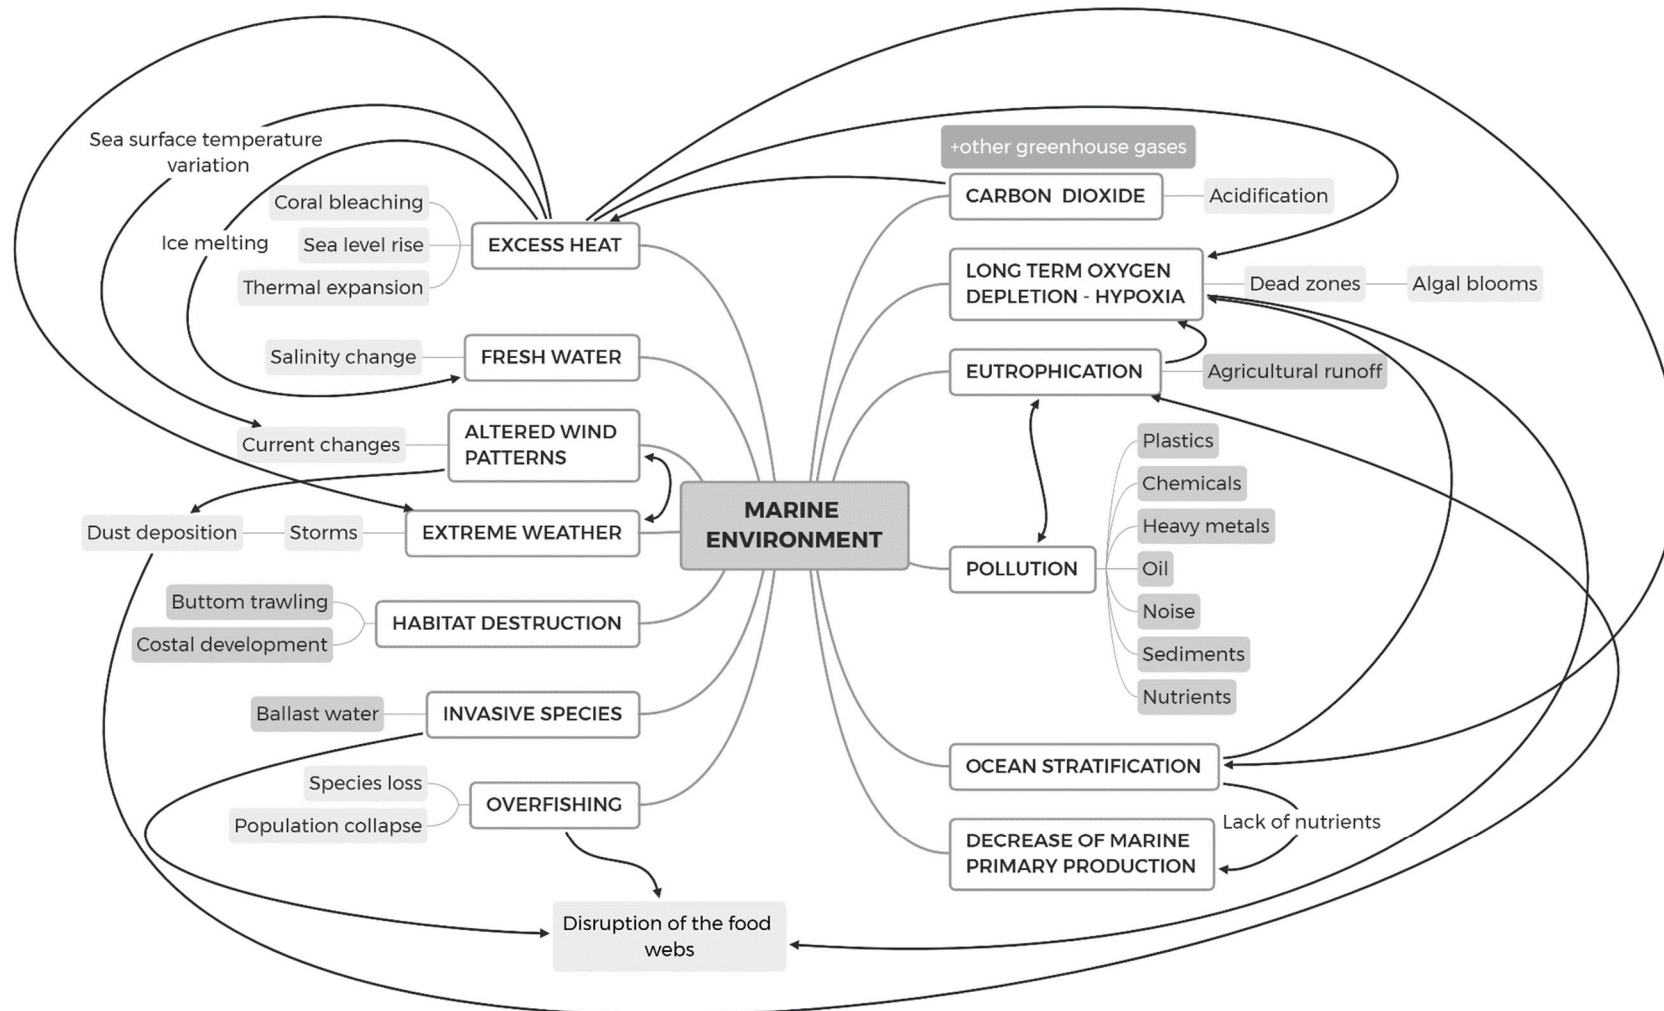 Sea surface temperature
variation
Coral bleaching
Ice melting
Sea level rise
Thermal expansion
EXCESS HEAT
Salinity change
FRESH WATER
Current changes
ALTERED WIND
PATTERNS
Dust deposition
Storms
EXTREME WEATHER
Buttom trawling
Costal development
HABITAT DESTRUCTION
Ballast water
INVASIVE SPECIES
Species loss
Population collapse
OVERFISHING
Disruption of the food
webs
MARINE
ENVIRONMENT
+other greenhouse gases
CARBON DIOXIDE
Acidification
LONG TERM OXYGEN
DEPLETION - HYPOXIA
Dead zones
Algal blooms
EUTROPHICATION
Agricultural runoff
POLLUTION
Plastics
Chemicals
Heavy metals
Oil
Noise
Sediments
Nutrients
OCEAN STRATIFICATION
Lack of nutrients
DECREASE OF MARINE
PRIMARY PRODUCTION